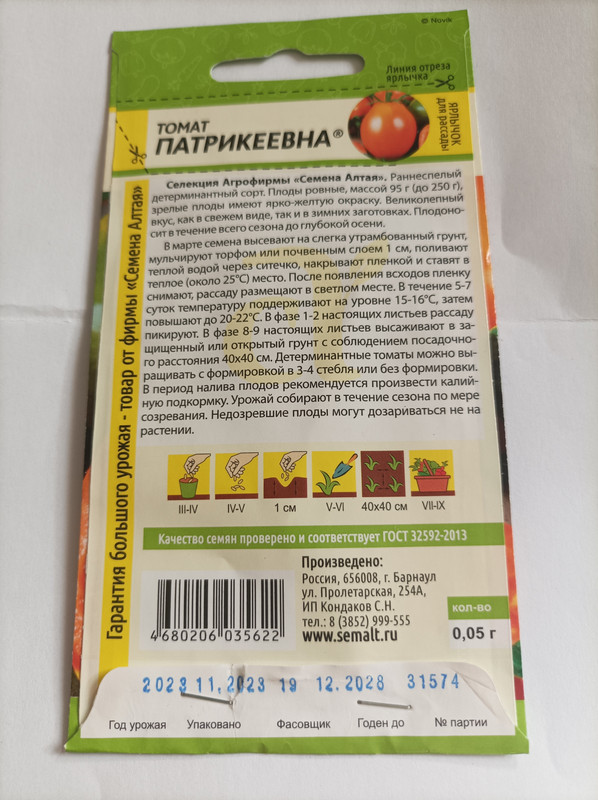 © Novik
Линия отреза
ярлычка
ЯРЛЫЧОК
для рассады
ТОМАТ
ПАТРИКЕЕВНА®
Гарантия большого урожая - товар от фирмы «Семена Алтая»
Селекция Агрофирмы «Семена Алтая». Раннеспелый
детерминантный сорт. Плоды ровные, массой 95 г (до 250 г),
зрелые плоды имеют ярко-желтую окраску. Великолепный
вкус, как в свежем виде, так и в зимних заготовках. Плодоно-
сит в течение всего сезона до глубокой осени.
В марте семена высевают на слегка утрамбованный грунт,
мульчируют торфом или почвенным слоем 1 см, поливают
теплой водой через ситечко, накрывают пленкой и ставят в
теплое (около 25°С) место. После появления всходов пленку
снимают, рассаду размещают в светлом месте. В течение 5-7
суток температуру поддерживают на уровне 15-16°С, затем
повышают до 20-22°С. В фазе 1-2 настоящих листьев рассаду
пикируют. В фазе 8-9 настоящих листьев высаживают в за-
щищенный или открытый грунт с соблюдением посадочно-
го расстояния 40х40 см. Детерминантные томаты можно вы-
ращивать с формировкой в 3-4 стебля или без формировки.
В период налива плодов рекомендуется произвести калий-
ную подкормку. Урожай собирают в течение сезона по мере
созревания. Недозревшие плоды могут дозариваться не на
растении.
III-IV IV-V 1 см V-VI 40х40 см VII-IX
Качество семян проверено и соответствует ГОСТ 32592-2013
Произведено:
Россия, 656008, г. Барнаул
ул. Пролетарская, 254А,
ИП Кондаков С.Н.
тел.: 8 (3852) 999-555
www.semalt.ru
кол-во
0,05 г
4 680206 035622
2023 11.2023 19 12.2028 31574
Год урожая Упаковано Фасовщик Годен до № партии